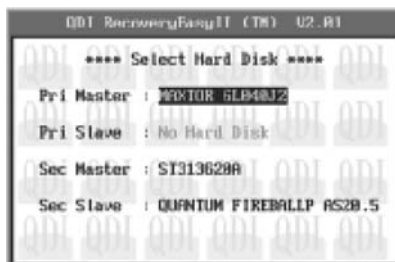 QDI RecoveryEasyII (TM) V2.01
**** Select Hard Disk ****
Pri Master : MAXTOR 6L040J2
Pri Slave : No Hard Disk
Sec Master : ST313620A
Sec Slave : QUANTUM FIREBALLP AS20.5